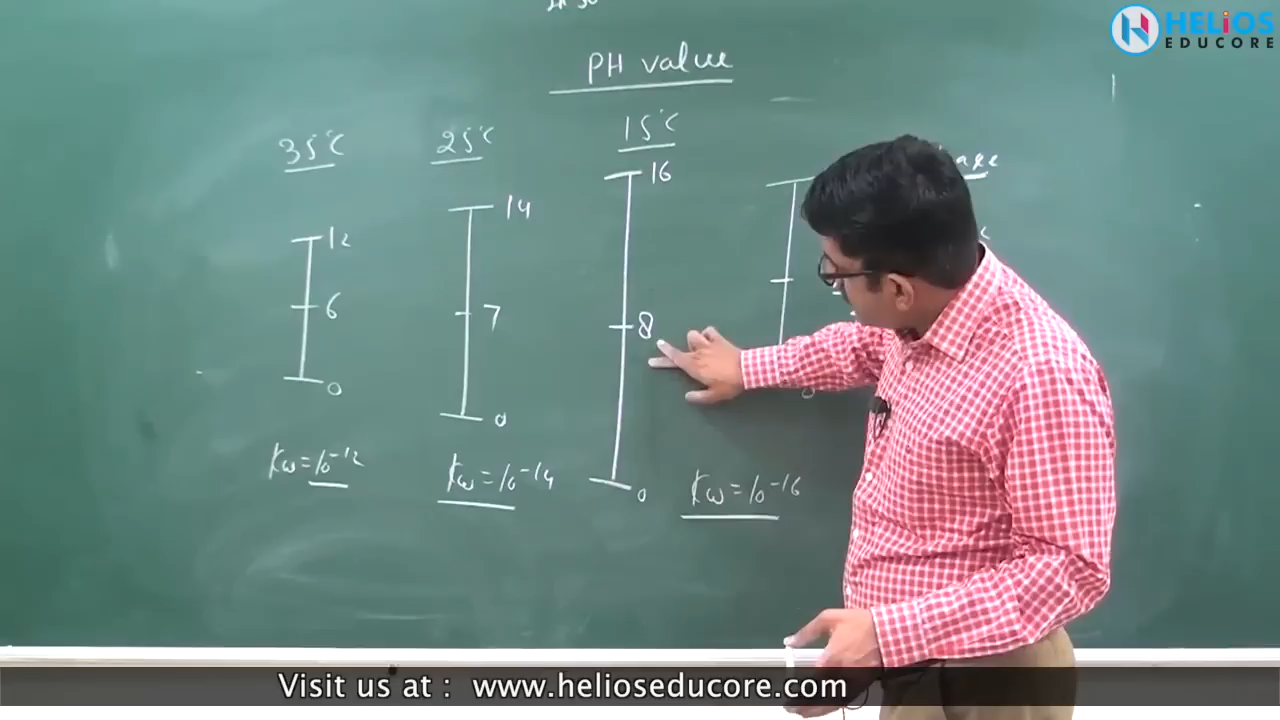 HELiOS
EDUCORE
PH value
35°C
25°C
15°C
12
6
0
Kw=10-12
14
7
0
Kw=10-14
16
8
0
Kw=10-16
0
Visit us at : www.helioseducore.com